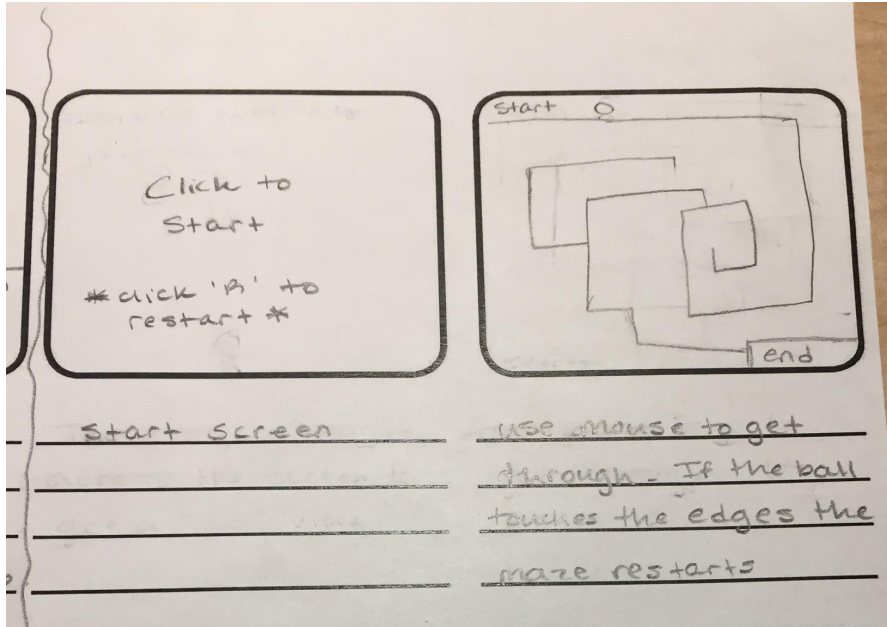 Click to
Start
*click 'R' to
restart*
Start screen
Start
end
use mouse to get
through. If the ball
touches the edges the
maze restarts